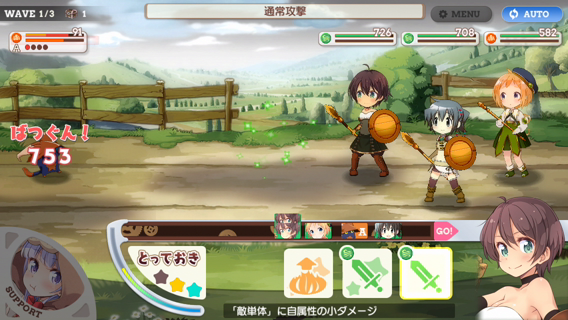 WAVE 1/3
1
通常攻撃
MENU
AUTO
91
A
726
708
582
ばつぐん!
753
A
GO!
とっておき
SUPPORT
「敵単体」に自属性の小ダメージ